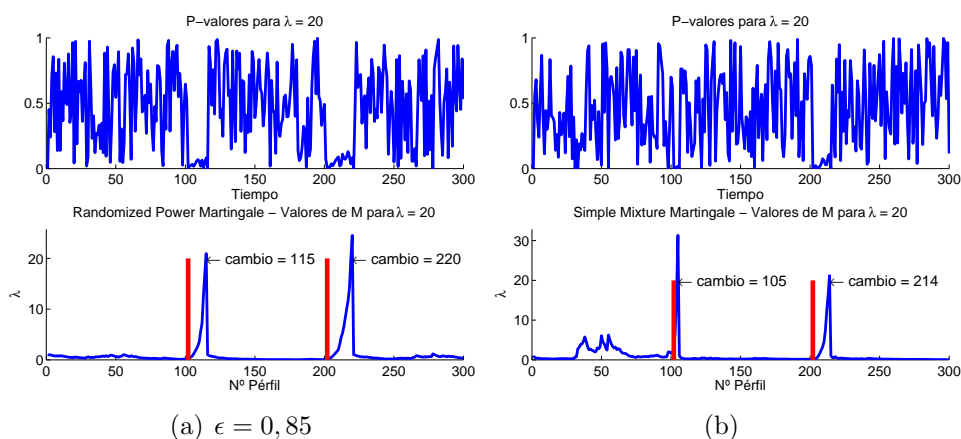 P-valores para λ = 20
1
0.5
0
0 50 100 150 200 250 300
Tiempo
Randomized Power Martingale - Valores de M para λ = 20
λ
20
10
0
← cambio = 115
← cambio = 220
0 50 100 150 200 250 300
Nº Pérfil
(a) ϵ = 0, 85
P-valores para λ = 20
1
0.5
0
0 50 100 150 200 250 300
Tiempo
Simple Mixture Martingale - Valores de M para λ = 20
λ
30
20
10
0
← cambio = 105
← cambio = 214
0 50 100 150 200 250 300
Nº Pérfil
(b)